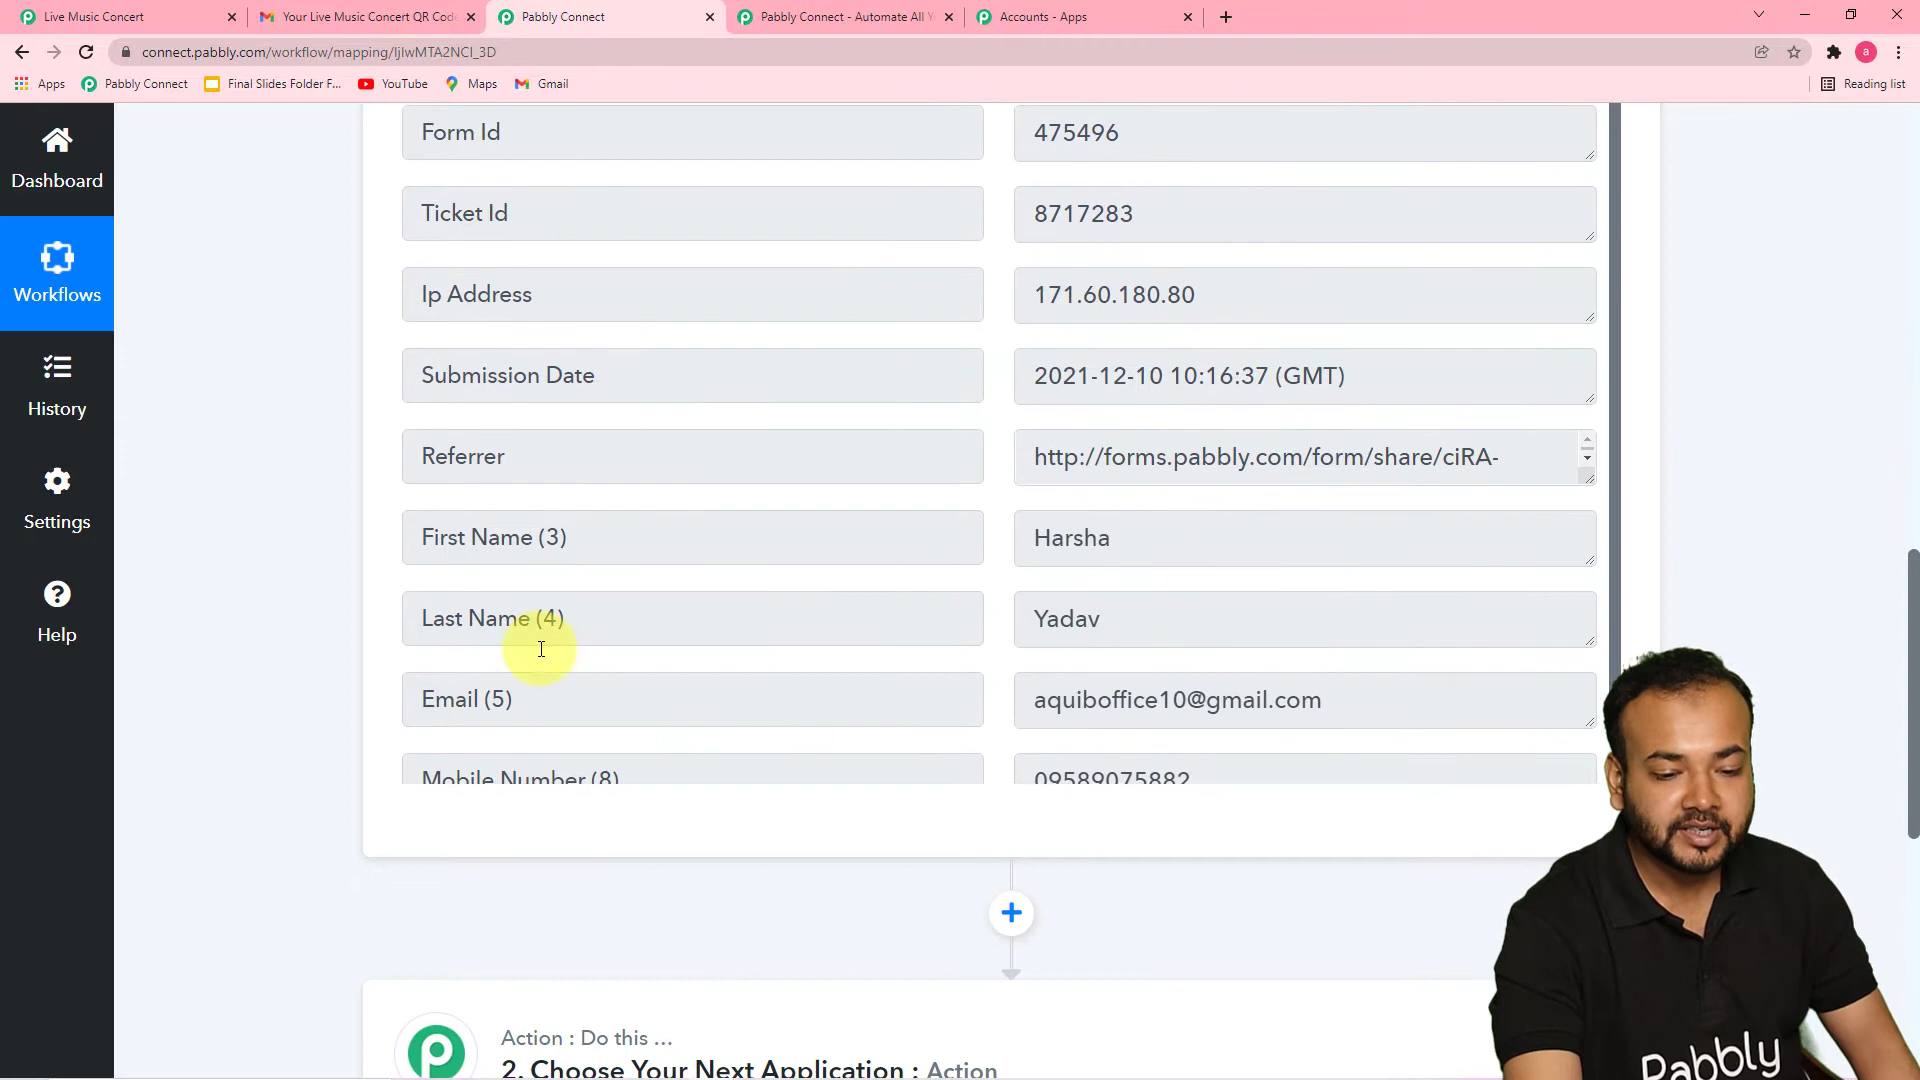 Live Music Concert
Your Live Music Concert QR Cod
Pabbly Connect
Pabbly Connect - Automate All Y
Accounts - Apps
connect.pabbly.com/workflow/mapping/IjIwMTA2NCI_3D
a
Apps
Pabbly Connect
Final Slides Folder F...
YouTube
Maps
Gmail
Reading list
Dashboard
Workflows
History
Settings
Help
Form Id
475496
Ticket Id
8717283
Ip Address
171.60.180.80
Submission Date
2021-12-10 10:16:37 (GMT)
Referrer
http://forms.pabbly.com/form/share/ciRA-
First Name (3)
Harsha
Last Name (4)
Yadav
Email (5)
aquiboffice10@gmail.com
Mobile Number (8)
09589075882
Action : Do this ...
2. Choose Your Next Application : Action
Pabbly